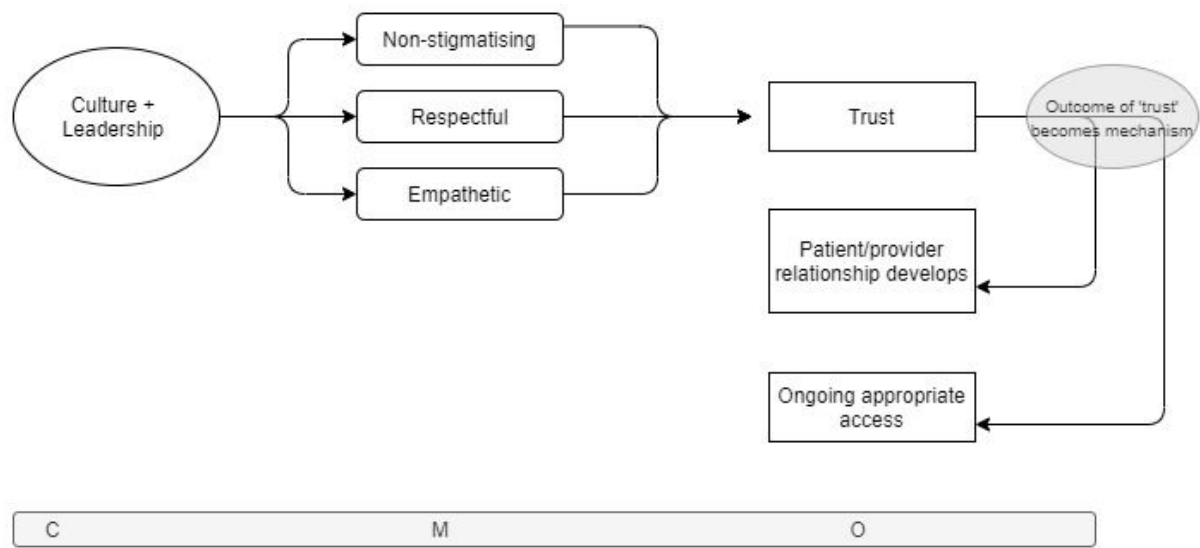 Culture +
Leadership
Non-stigmatising
Respectful
Empathetic
Trust
Outcome of 'trust'
becomes mechanism
Patient/provider
relationship develops
Ongoing appropriate
access
C M O